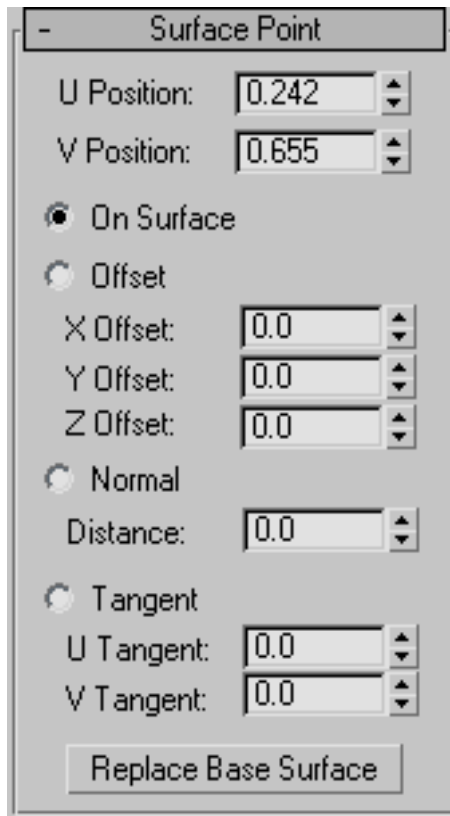 - Surface Point
U Position: 0.242
V Position: 0.655
On Surface
Offset
X Offset: 0.0
Y Offset: 0.0
Z Offset: 0.0
Normal
Distance: 0.0
Tangent
U Tangent: 0.0
V Tangent: 0.0
Replace Base Surface